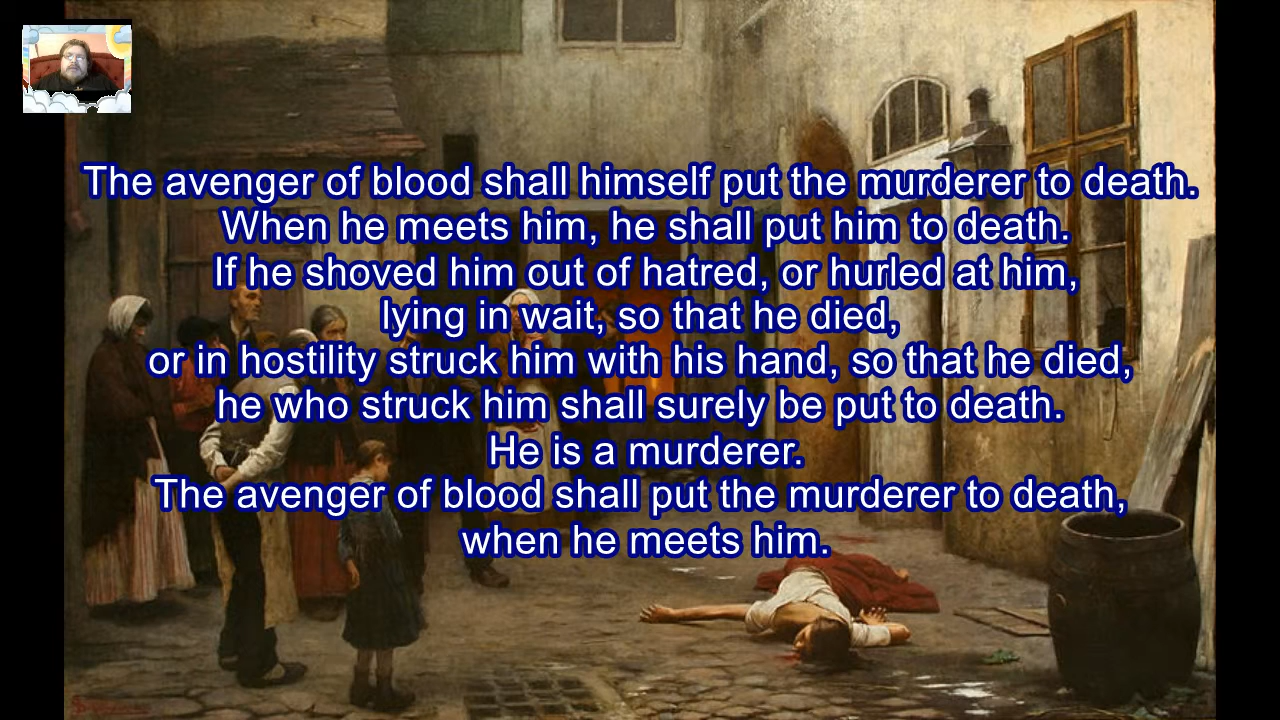 The avenger of blood shall himself put the murderer to death.
When he meets him, he shall put him to death.
If he shoved him out of hatred, or hurled at him,
lying in wait, so that he died,
or in hostility struck him with his hand, so that he died,
he who struck him shall surely be put to death.
He is a murderer.
The avenger of blood shall put the murderer to death,
when he meets him.